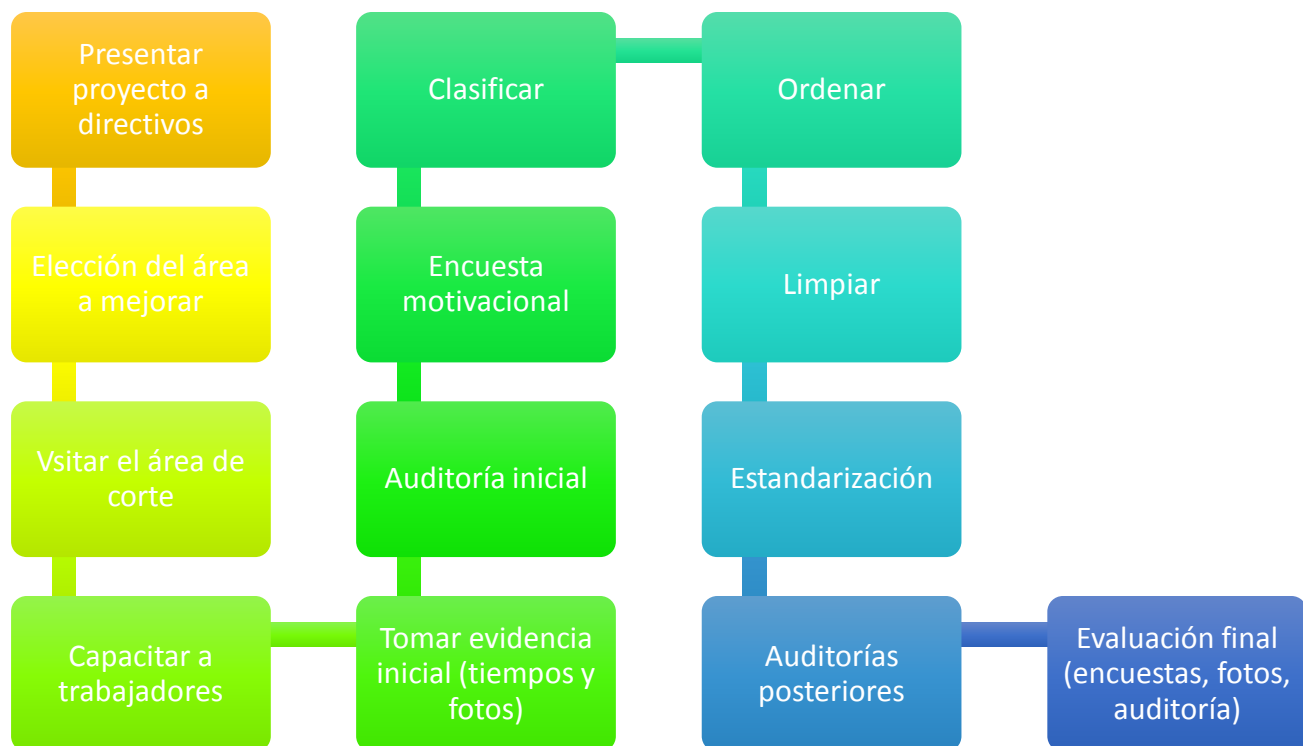 Presentar
proyecto a
directivos
Elección del área
a mejorar
Vsitar el área de
corte
Capacitar a
trabajadores
Tomar evidencia
inicial (tiempos y
fotos)
Auditoría inicial
Encuesta
motivacional
Clasificar
Ordenar
Limpiar
Estandarización
Auditorías
posteriores
Evaluación final
(encuestas, fotos,
auditoría)